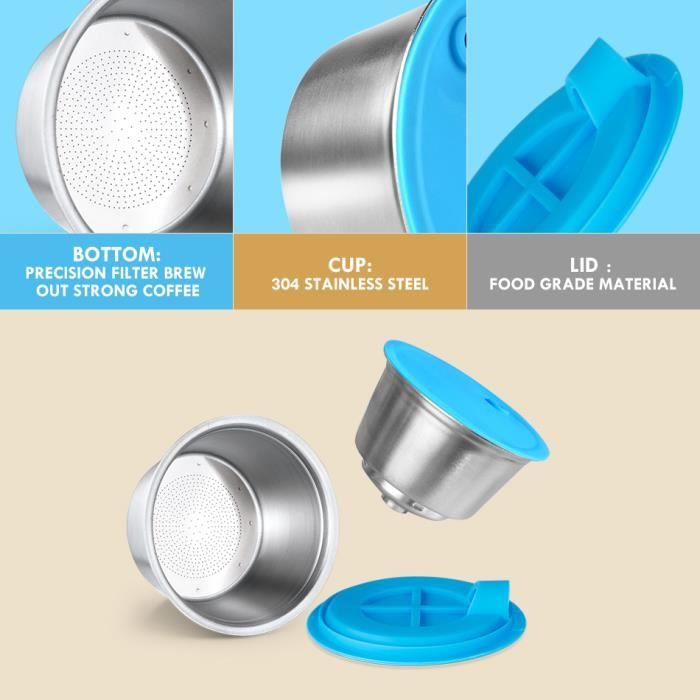 BOTTOM:
PRECISION FILTER BREW
OUT STRONG COFFEE
CUP:
304 STAINLESS STEEL
LID :
FOOD GRADE MATERIAL